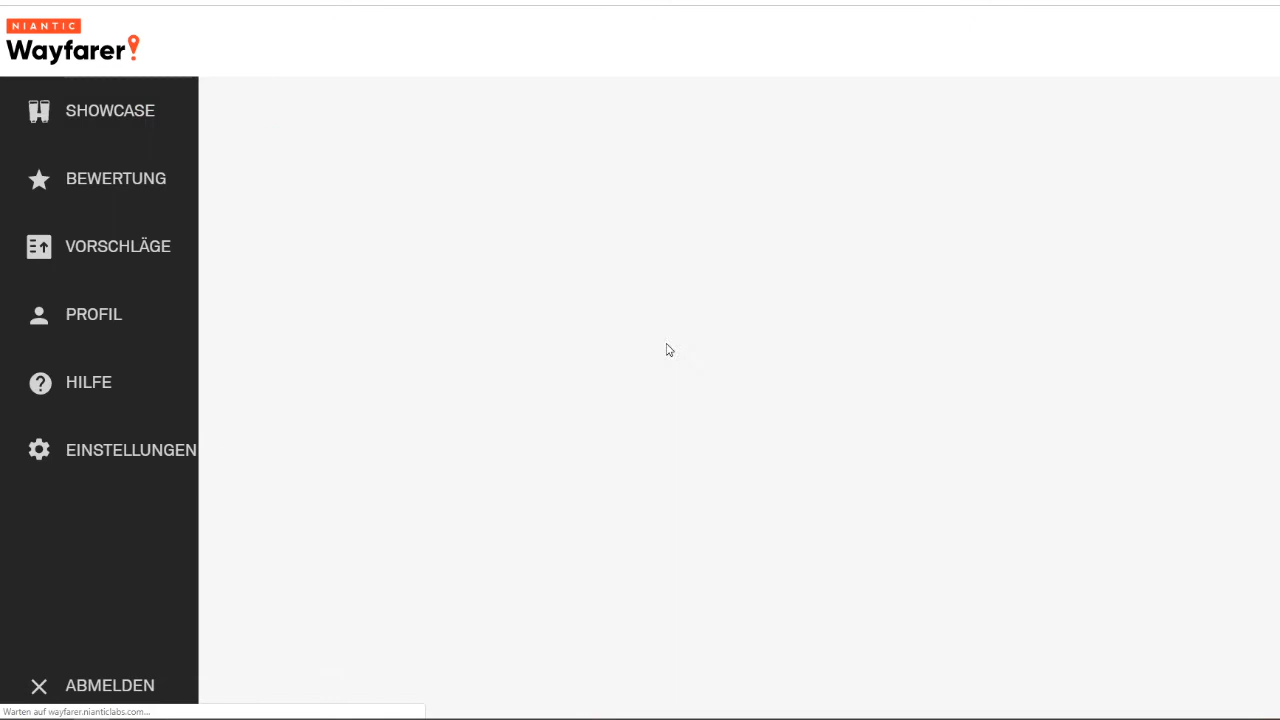 NIANTIC
Wayfarer
SHOWCASE
BEWERTUNG
VORSCHLÄGE
PROFIL
HILFE
EINSTELLUNGEN
ABMELDEN
Warten auf wayfarer.nianticlabs.com...